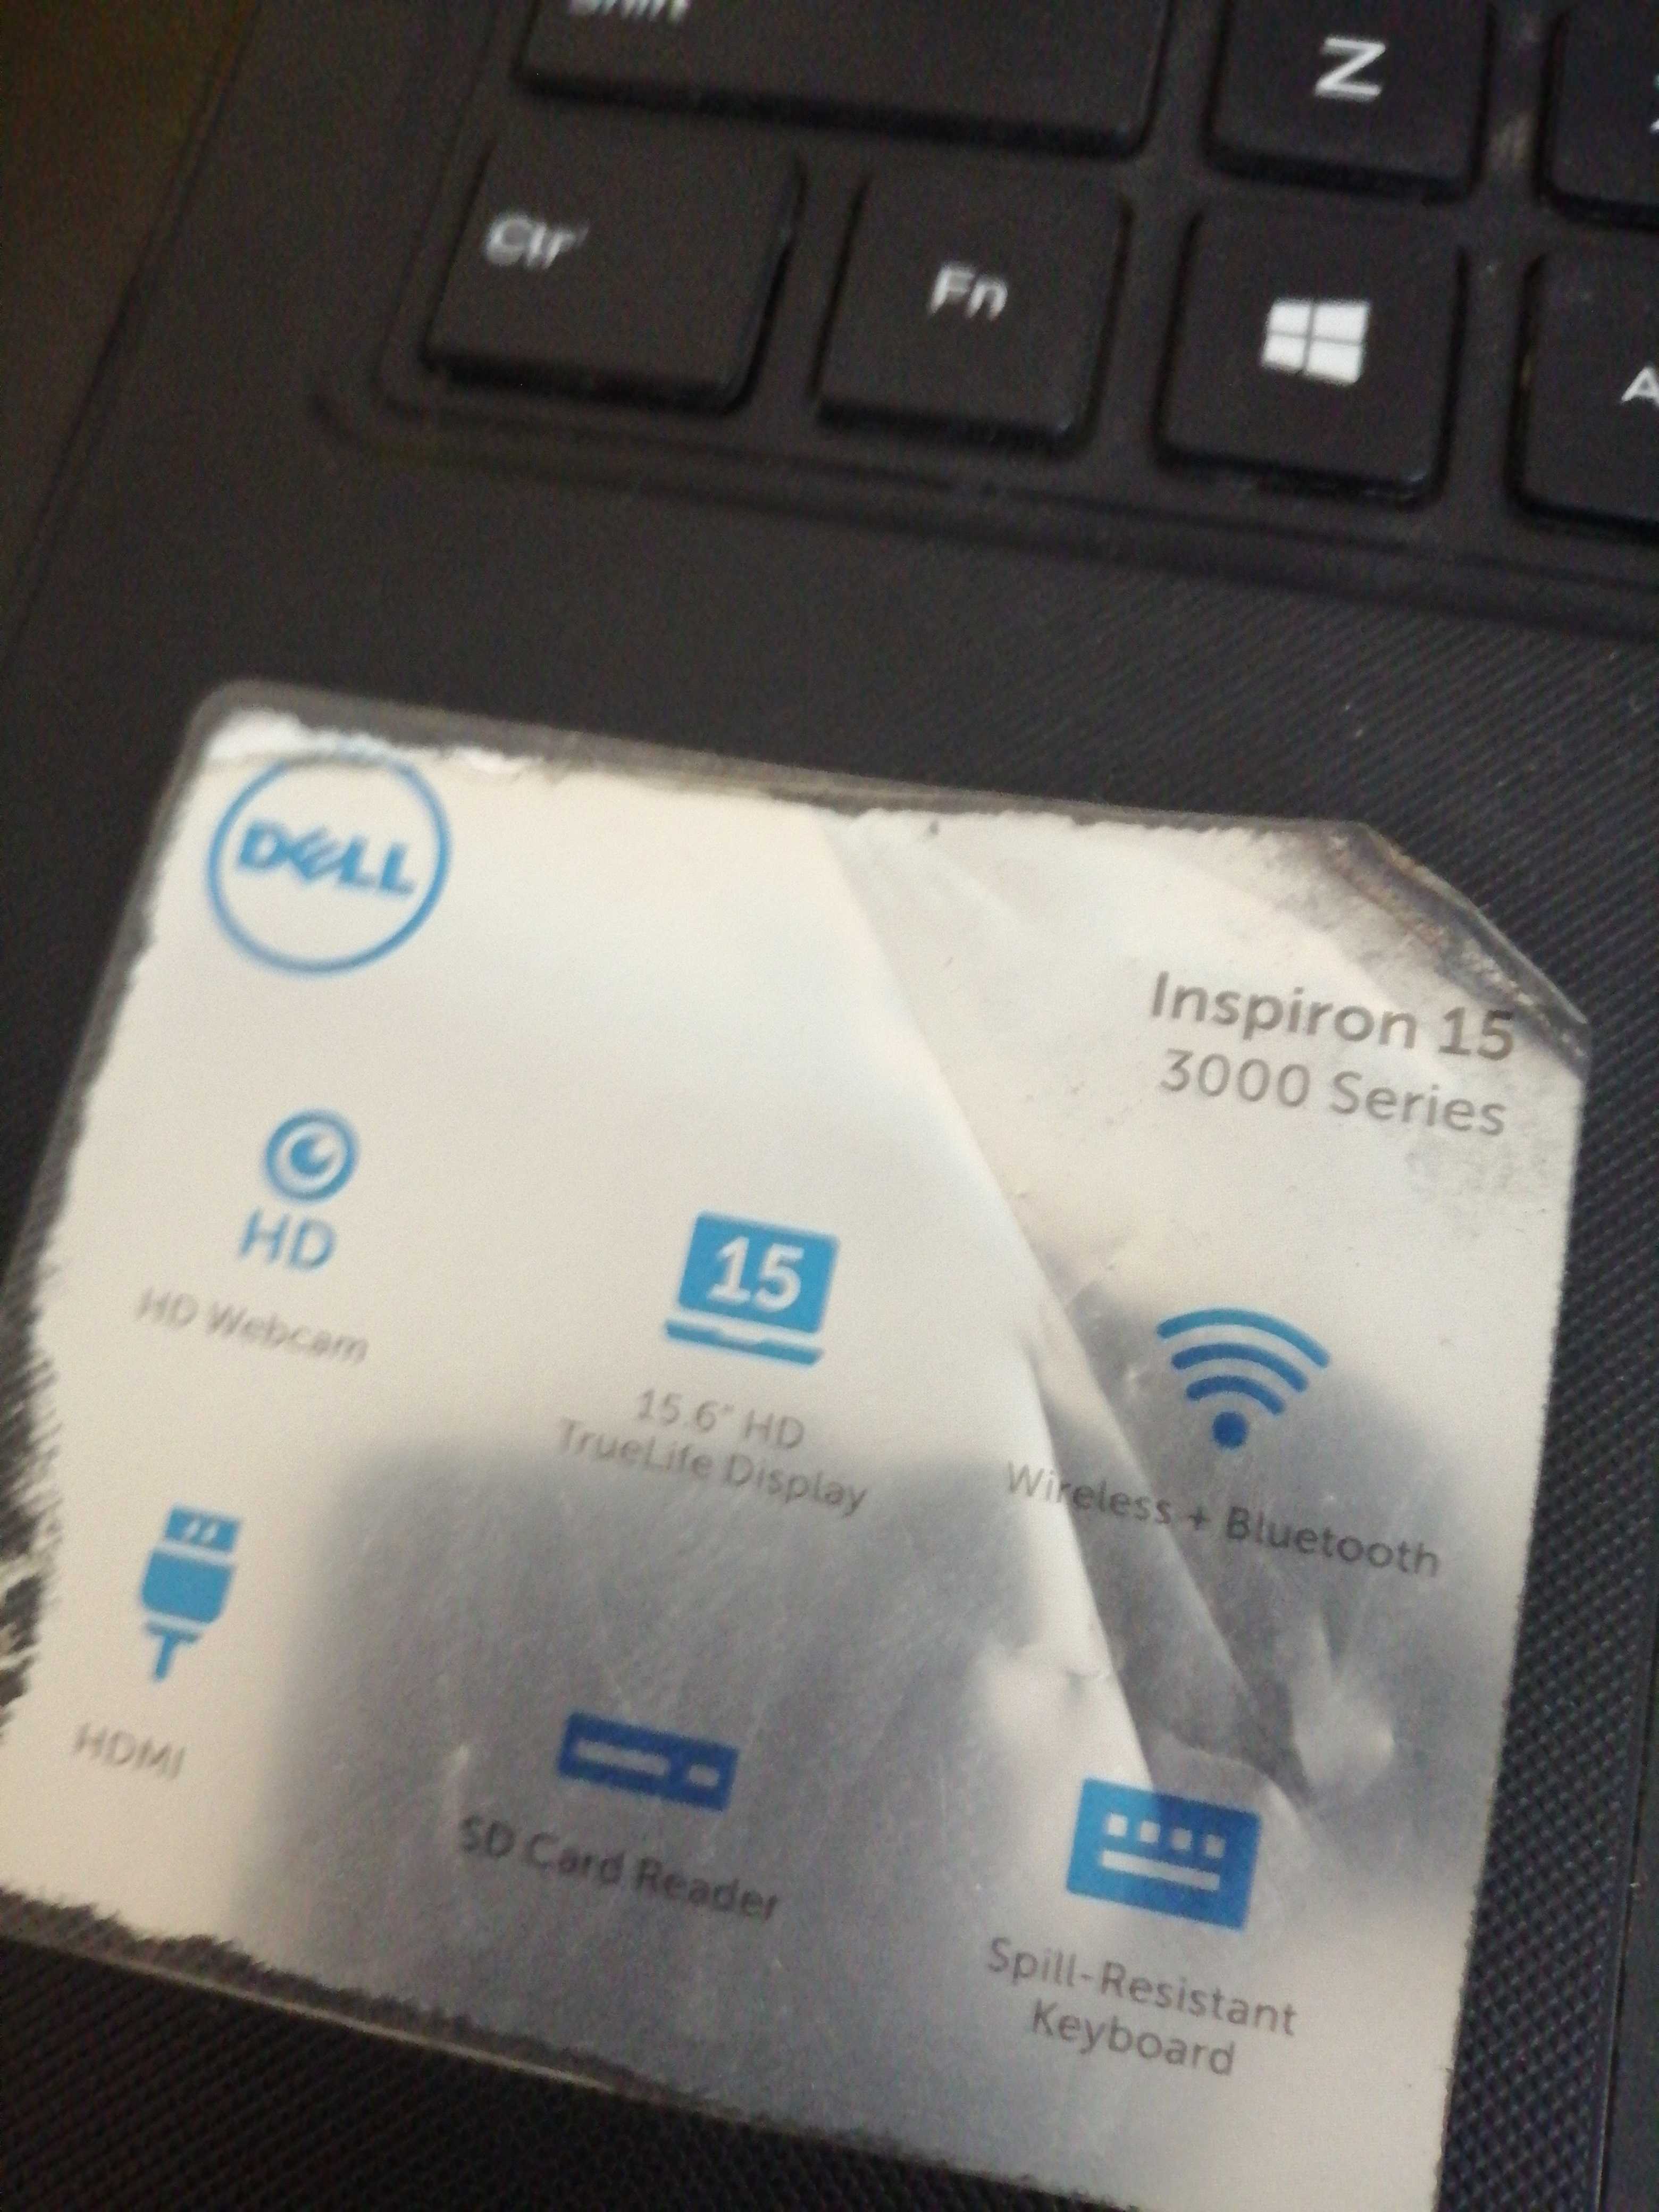 Shift
Z
Ctrl
Fn
DELL
Inspiron 15
3000 Series
HD
HD Webcam
15
15.6" HD
TrueLife Display
Wireless + Bluetooth
HDMI
SD Card Reader
Spill-Resistant
Keyboard